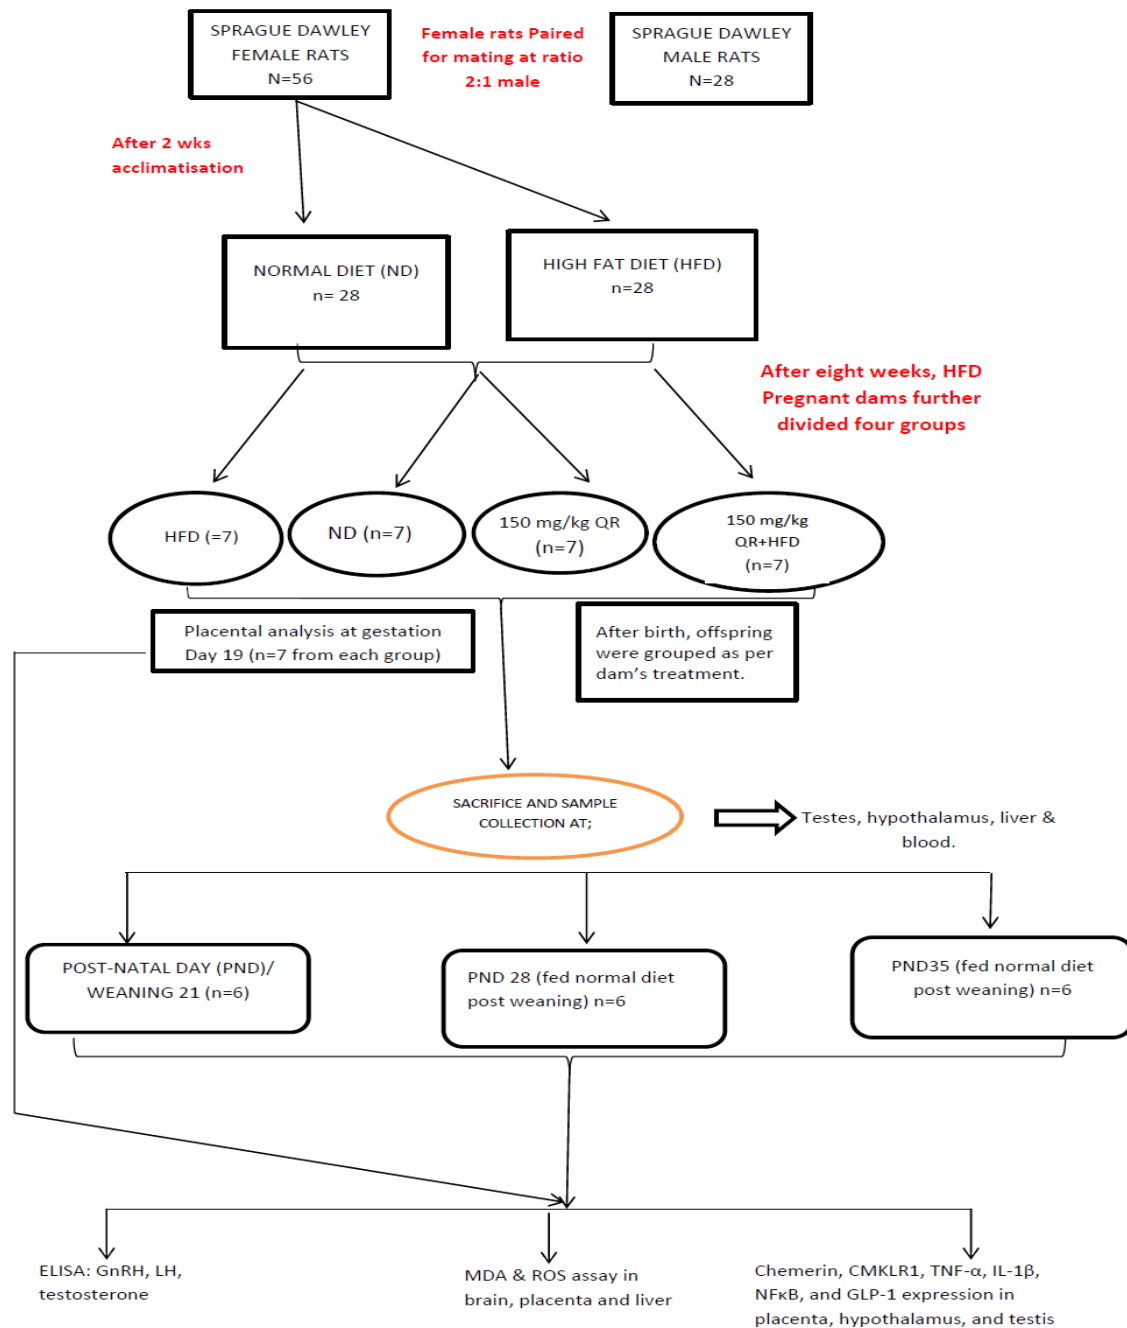 SPRAGUE DAWLEY
FEMALE RATS
N=56
Female rats Paired
for mating at ratio
2:1 male
SPRAGUE DAWLEY
MALE RATS
N=28
After 2 wks
acclimatisation
NORMAL DIET (ND)
n= 28
HIGH FAT DIET (HFD)
n=28
After eight weeks, HFD
Pregnant dams further
divided four groups
HFD (=7)
ND (n=7)
150 mg/kg QR
(n=7)
150 mg/kg
QR+HFD
(n=7)
Placental analysis at gestation
Day 19 (n=7 from each group)
After birth, offspring
were grouped as per
dam's treatment.
SACRIFICE AND SAMPLE
COLLECTION AT;
Testes, hypothalamus, liver &
blood.
POST-NATAL DAY (PND)/
WEANING 21 (n=6)
PND 28 (fed normal diet
post weaning) n=6
PND35 (fed normal diet
post weaning) n=6
ELISA: GnRH, LH,
testosterone
MDA & ROS assay in
brain, placenta and liver
Chemerin, CMKLR1, TNF-α, IL-1β,
NFκB, and GLP-1 expression in
placenta, hypothalamus, and testis